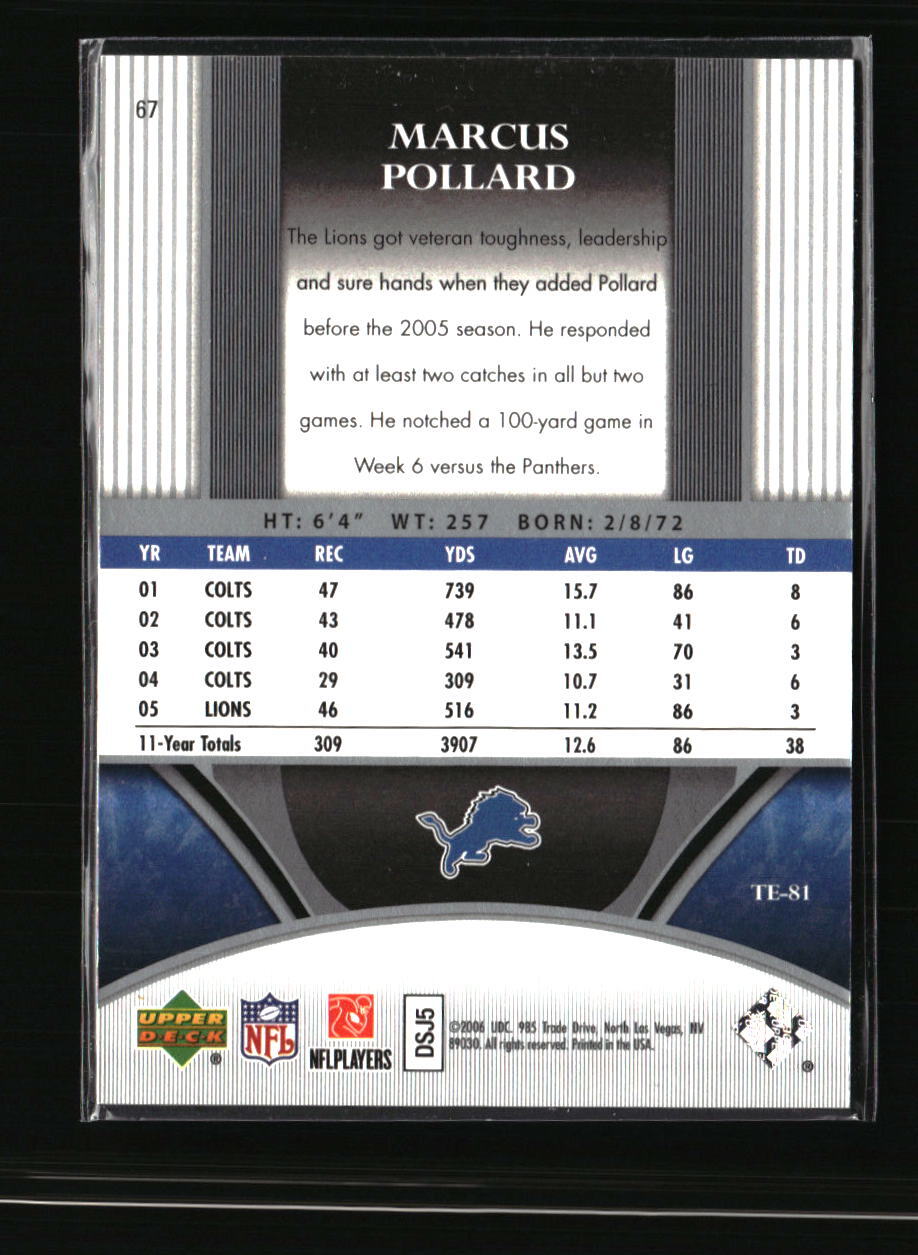 67
MARCUS
POLLARD
The Lions got veteran toughness, leadership
and sure hands when they added Pollard
before the 2005 season. He responded
with at least two catches in all but two
games. He notched a 100-yard game in
Week 6 versus the Panthers.
HT: 6'4" WT: 257 BORN: 2/8/72
YR TEAM REC YDS AVG LG TD
01 COLTS 47 739 15.7 86 8
02 COLTS 43 478 11.1 41 6
03 COLTS 40 541 13.5 70 3
04 COLTS 29 309 10.7 31 6
05 LIONS 46 516 11.2 86 3
11-Year Totals 309 3907 12.6 86 38
TE-81
UPPER
DECK ®
NFL
NFLPLAYERS
DSJ5
©2006 UDC. 985 Trade Drive, North Las Vegas, NV
89030. All rights reserved. Printed in the USA.
®